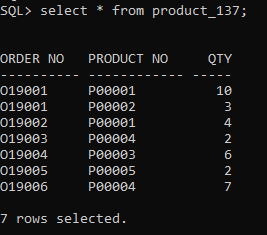 SQL> select * from product_137;
ORDER NO   PRODUCT NO   QTY
----------- ------------ -----
O19001     P00001        10
O19001     P00002         3
O19002     P00001         4
O19003     P00004         2
O19004     P00003         6
O19005     P00005         2
O19006     P00004         7
7 rows selected.